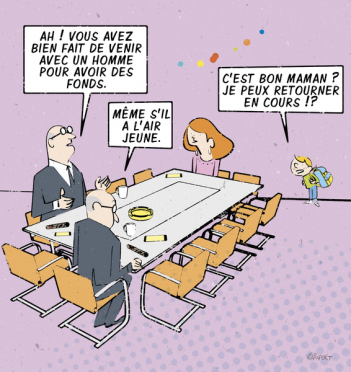 AH ! VOUS AVEZ
BIEN FAIT DE VENIR
AVEC UN HOMME
POUR AVOIR DES
FONDS.
MÊME S'IL
A L'AIR
JEUNE.
C'EST BON MAMAN ?
JE PEUX RETOURNER
EN COURS !?